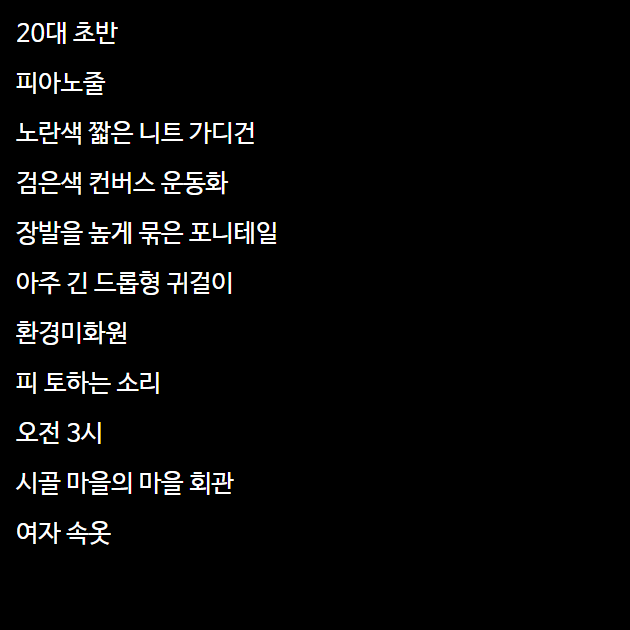 20대 초반
피아노줄
노란색 짧은 니트 가디건
검은색 컨버스 운동화
장발을 높게 묶은 포니테일
아주 긴 드롭형 귀걸이
환경미화원
피 토하는 소리
오전 3시
시골 마을의 마을 회관
여자 속옷